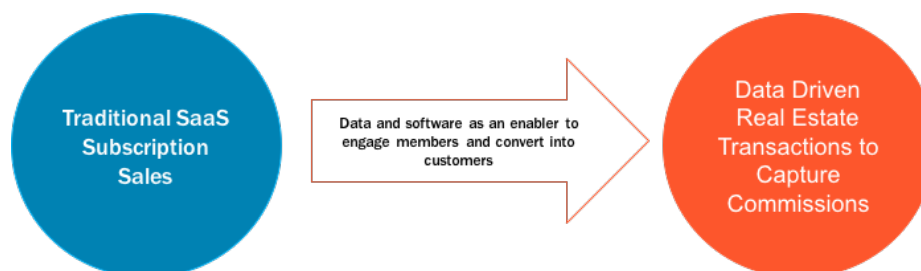 Traditional SaaS
Subscription
Sales
Data and software as an enabler to
engage members and convert into
customers
Data Driven
Real Estate
Transactions to
Capture
Commissions